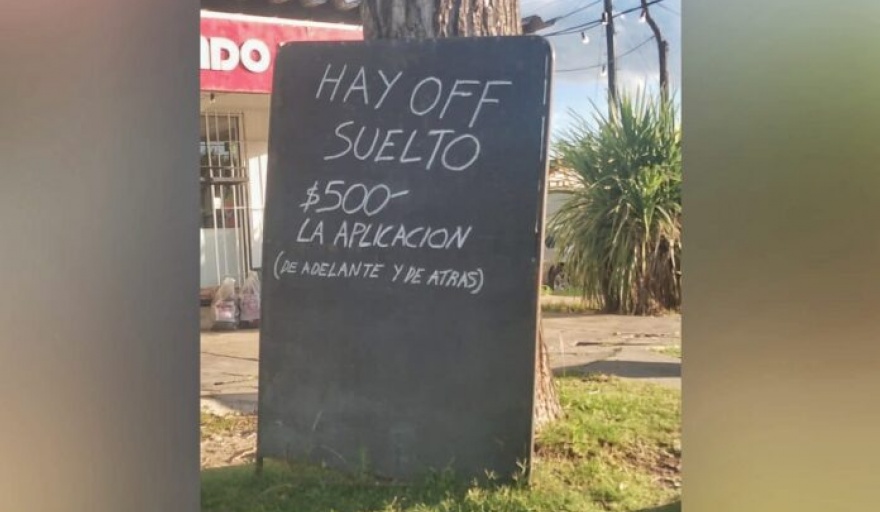 NDO
HAY OFF
SUELTO
$500-
LA APLICACION
(DE ADELANTE Y DE ATRAS)